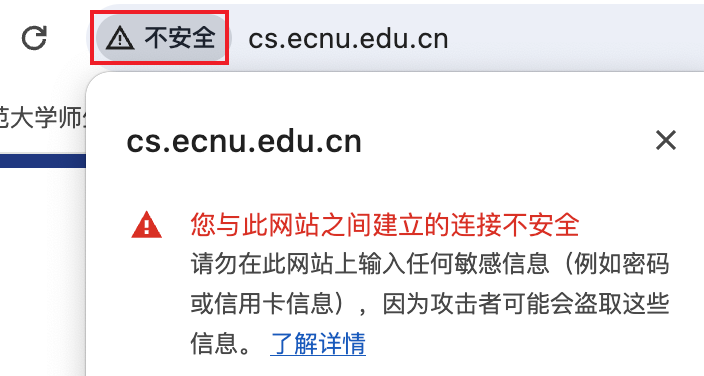 不安全 cs.ecnu.edu.cn
范大学师
cs.ecnu.edu.cn
您与此网站之间建立的连接不安全
请勿在此网站上输入任何敏感信息（例如密码
或信用卡信息），因为攻击者可能会盗取这些
信息。 了解详情